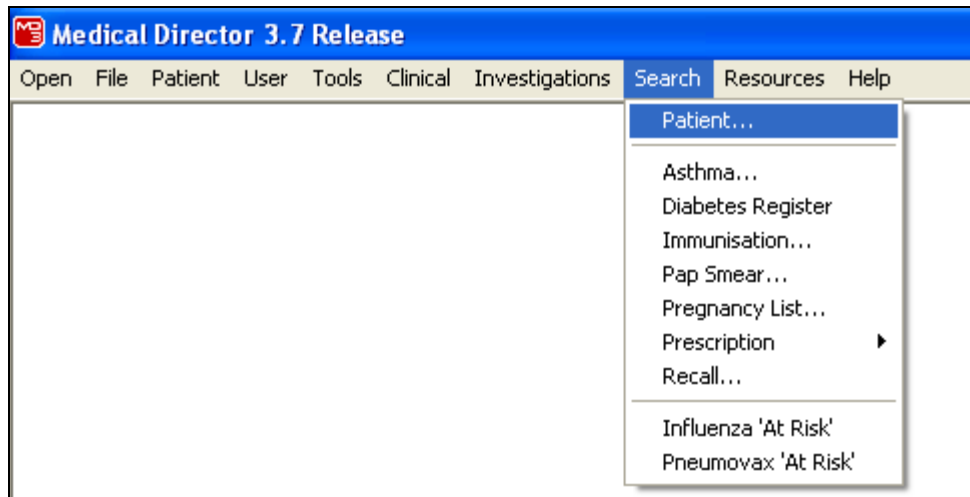 Medical Director 3.7 Release
Open File Patient User Tools Clinical Investigations Search Resources Help
Patient...
Asthma...
Diabetes Register
Immunisation...
Pap Smear...
Pregnancy List...
Prescription
Recall...
Influenza 'At Risk'
Pneumovax 'At Risk'